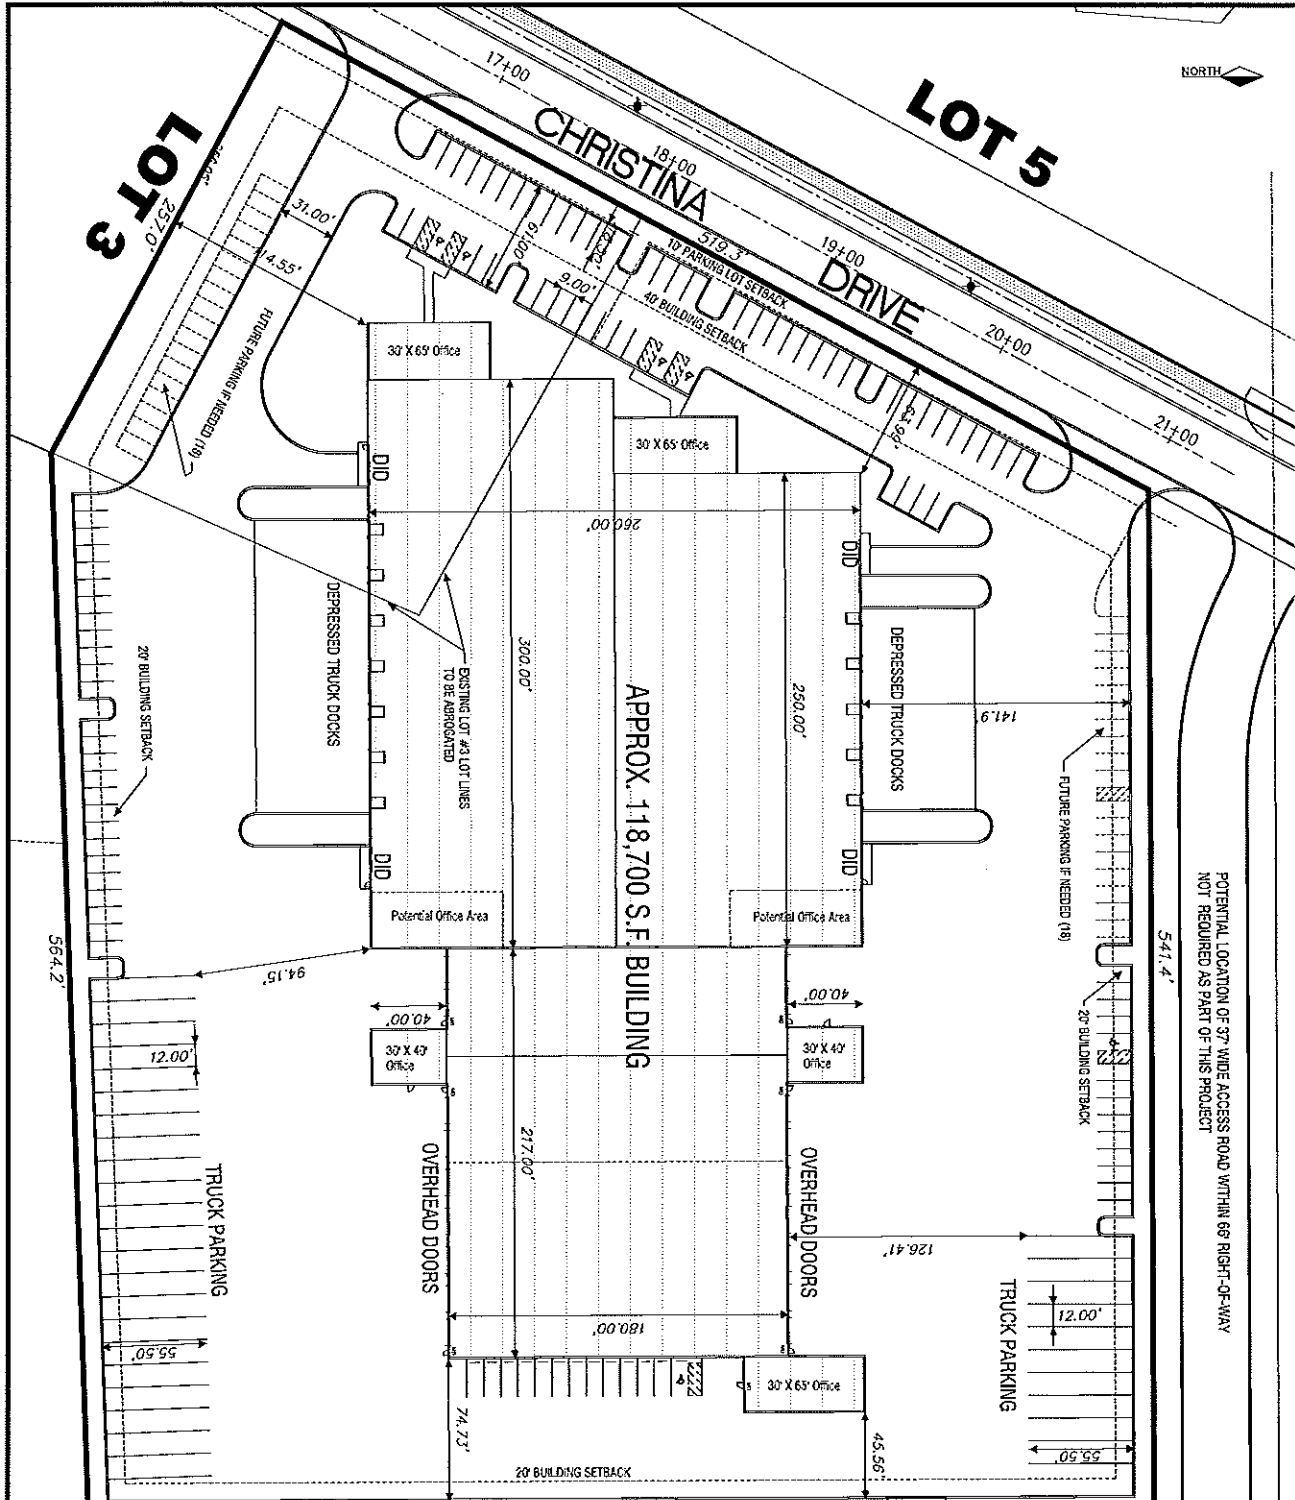 NORTH
LOT 5
LOT 3
17+00
18+00
19+00
20+00
21+00
CHRISTINA DRIVE
519.3'
10' PARKING LOT SETBACK
40' BUILDING SETBACK
257.0'
31.00'
61.00'
9.00'
FUTURE PARKING IF NEEDED (18)
30' X 65' Office
30' X 65' Office
DID
DID
260.00'
DEPRESSED TRUCK DOCKS
DEPRESSED TRUCK DOCKS
300.00'
250.00'
141.9'
EXISTING LOT #3 LOT LINES
TO BE ABROGATED
20' BUILDING SETBACK
FUTURE PARKING IF NEEDED (18)
APPROX. 118,700 S.F. BUILDING
DID
DID
Potential Office Area
Potential Office Area
POTENTIAL LOCATION OF 37' WIDE ACCESS ROAD WITHIN 66' RIGHT-OF-WAY
NOT REQUIRED AS PART OF THIS PROJECT
564.2'
541.4'
94.15'
40.00'
40.00'
30' X 40'
Office
30' X 40'
Office
20' BUILDING SETBACK
12.00'
217.00'
OVERHEAD DOORS
OVERHEAD DOORS
TRUCK PARKING
TRUCK PARKING
126.41'
12.00'
180.00'
55.50'
55.50'
30' X 65' Office
74.73'
45.56'
20' BUILDING SETBACK